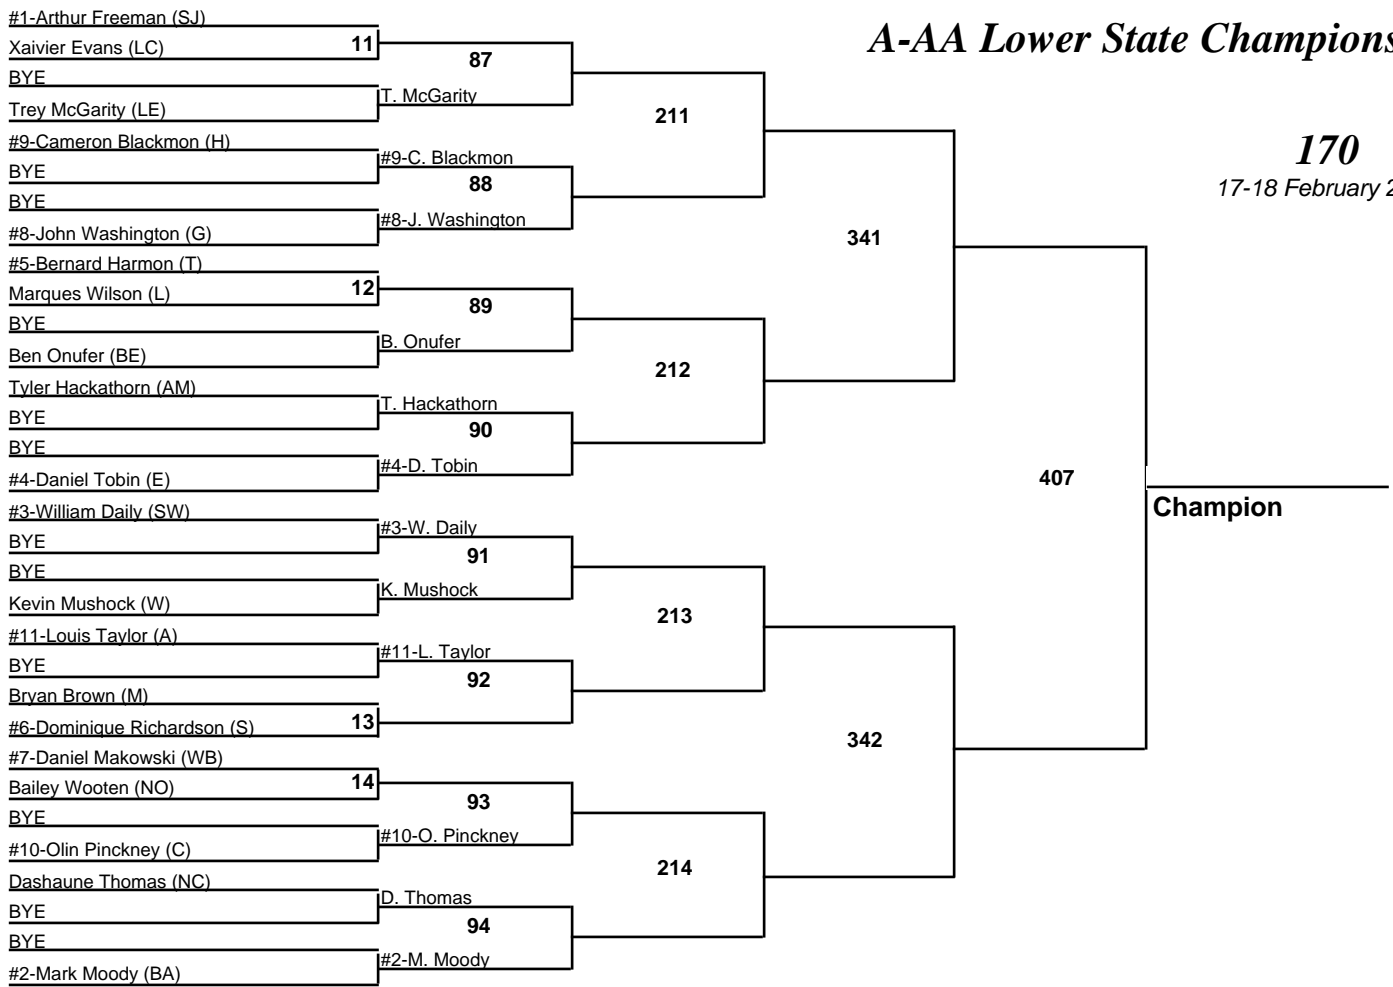 A-AA Lower State Champions
170
17-18 February 2
#1-Arthur Freeman (SJ)
Xaivier Evans (LC)
BYE
Trey McGarity (LE)
#9-Cameron Blackmon (H)
BYE
BYE
#8-John Washington (G)
#5-Bernard Harmon (T)
Marques Wilson (L)
BYE
Ben Onufer (BE)
Tyler Hackathorn (AM)
BYE
BYE
#4-Daniel Tobin (E)
#3-William Daily (SW)
BYE
BYE
Kevin Mushock (W)
#11-Louis Taylor (A)
BYE
Bryan Brown (M)
#6-Dominique Richardson (S)
#7-Daniel Makowski (WB)
Bailey Wooten (NO)
BYE
#10-Olin Pinckney (C)
Dashaune Thomas (NC)
BYE
BYE
#2-Mark Moody (BA)
11
12
13
14
87
T. McGarity
#9-C. Blackmon
88
#8-J. Washington
89
B. Onufer
T. Hackathorn
90
#4-D. Tobin
#3-W. Daily
91
K. Mushock
#11-L. Taylor
92
93
#10-O. Pinckney
D. Thomas
94
#2-M. Moody
211
212
213
214
341
342
407
Champion